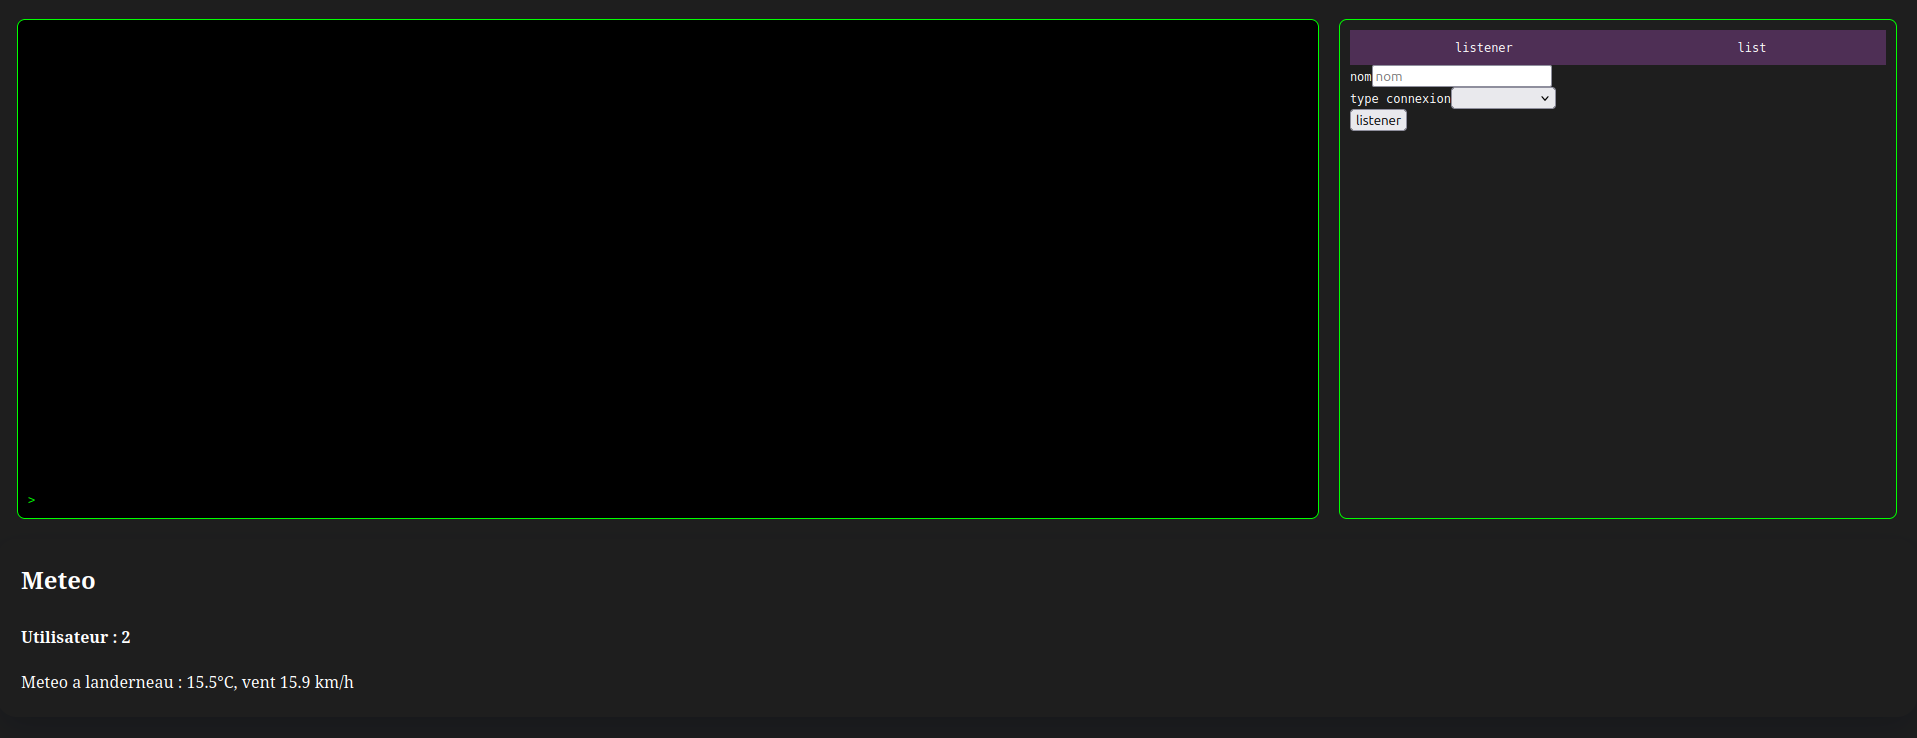 listener list
nom nom
type connexion
listener
>
Meteo
Utilisateur : 2
Meteo a landerneau : 15.5°C, vent 15.9 km/h